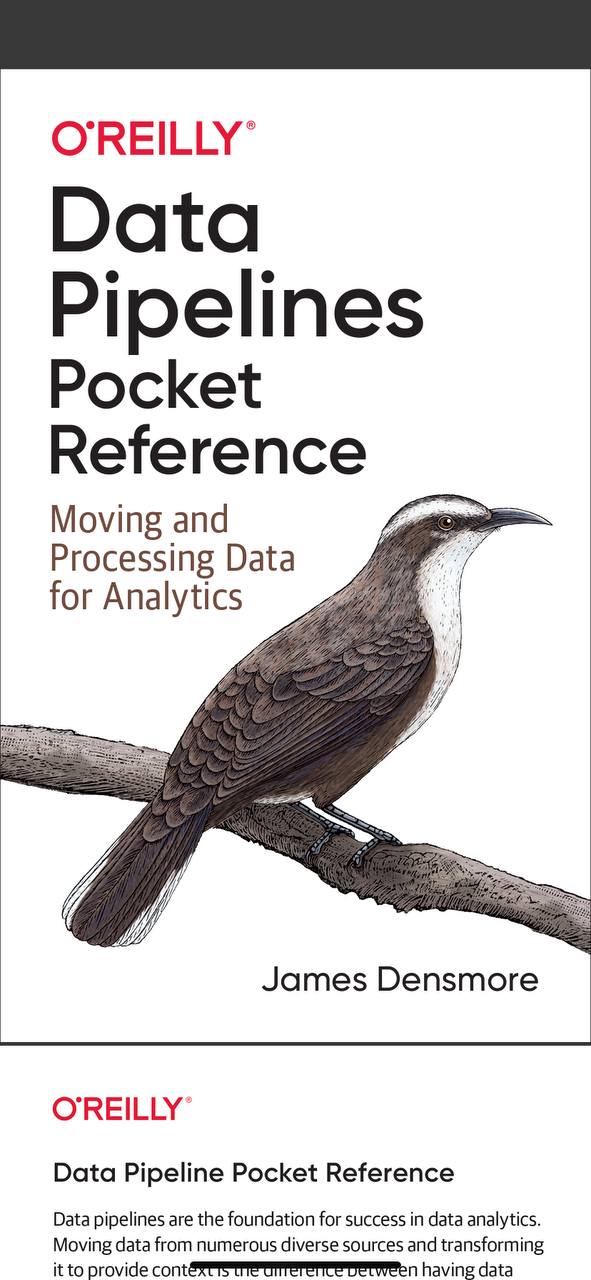 O'REILLY®
Data
Pipelines
Pocket
Reference
Moving and
Processing Data
for Analytics
James Densmore
O'REILLY®
Data Pipeline Pocket Reference
Data pipelines are the foundation for success in data analytics.
Moving data from numerous diverse sources and transforming
it to provide context is the difference between having data